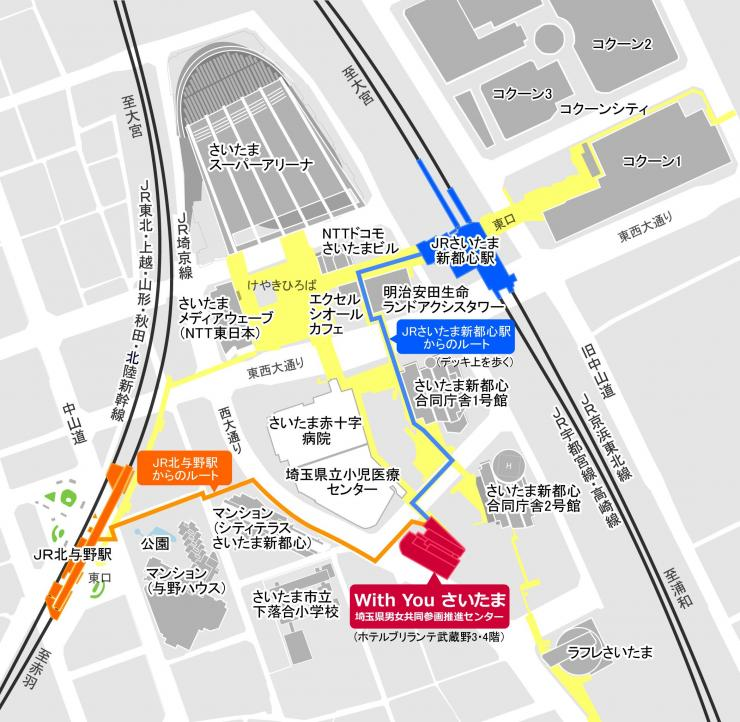 至大宮
至大宮
コクーン2
コクーン3
コクーンシティ
コクーン1
さいたま
スーパーアリーナ
JR東北・上越・山形・秋田・北陸新幹線
JR埼京線
東口
東西大通り
NTTドコモ
さいたまビル
JRさいたま
新都心駅
けやきひろば
さいたま
メディアウェーブ
(NTT東日本)
エクセル
シオール
カフェ
明治安田生命
ランドアクシスタワー
JRさいたま新都心駅
からのルート
(デッキ上を歩く)
東西大通り
旧中山道
中山道
西大通り
さいたま新都心
合同庁舎1号館
さいたま赤十字
病院
JR京浜東北線
JR宇都宮線・高崎線
JR北与野駅
からのルート
埼玉県立小児医療
センター
H
さいたま新都心
合同庁舎2号館
マンション
(シティテラス
さいたま新都心)
公園
JR北与野駅
東口
マンション
(与野ハウス)
さいたま市立
下落合小学校
With You さいたま
埼玉県男女共同参画推進センター
(ホテルブリランテ武蔵野3・4階)
至浦和
ラフレさいたま
至赤羽